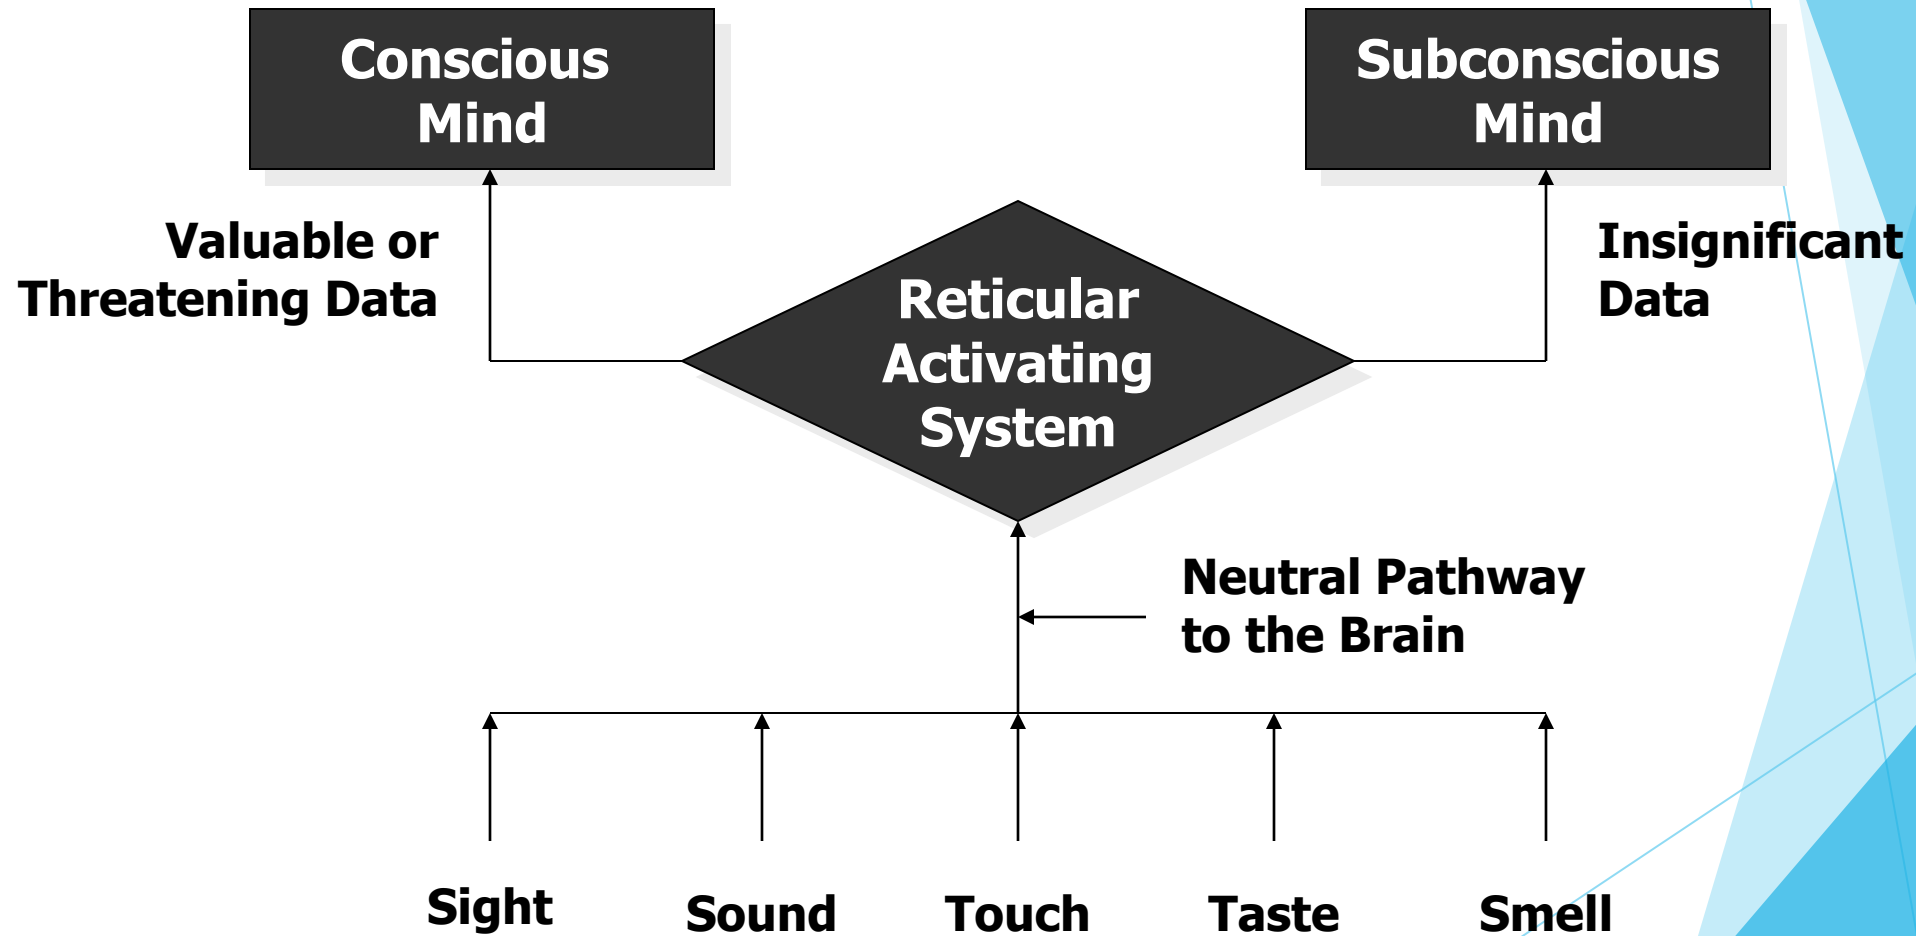 Conscious
Mind
Subconscious
Mind
Valuable or
Threatening Data
Insignificant
Data
Reticular
Activating
System
Neutral Pathway
to the Brain
Sight
Sound
Touch
Taste
Smell